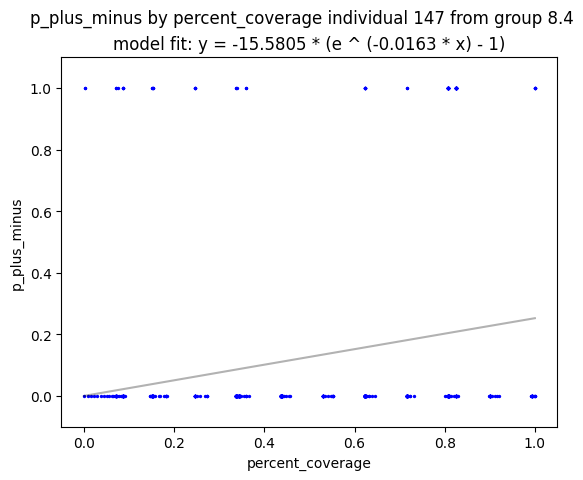 p_plus_minus by percent_coverage individual 147 from group 8.4
model fit: y = -15.5805 * (e ^ (-0.0163 * x) - 1)
1.0
0.8
0.6
0.4
0.2
0.0
p_plus_minus
0.0 0.2 0.4 0.6 0.8 1.0
percent_coverage